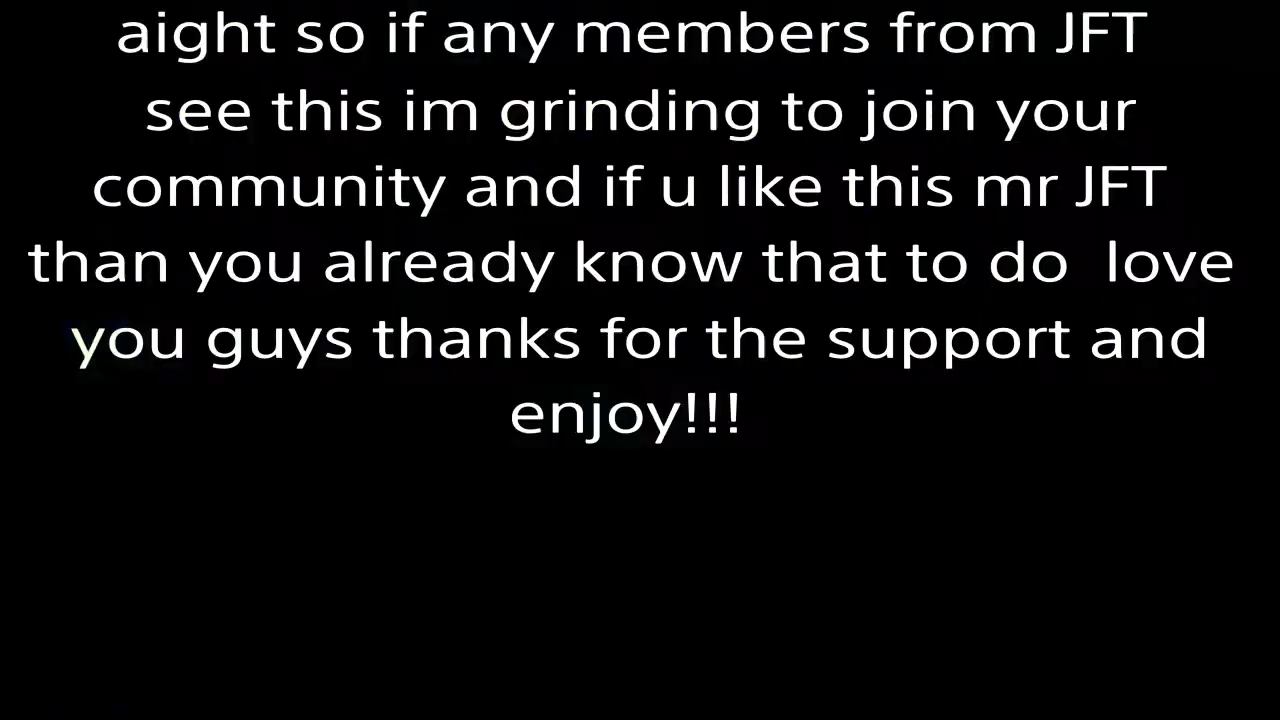 aight so if any members from JFT
see this im grinding to join your
community and if u like this mr JFT
than you already know that to do  love
you guys thanks for the support and
enjoy!!!